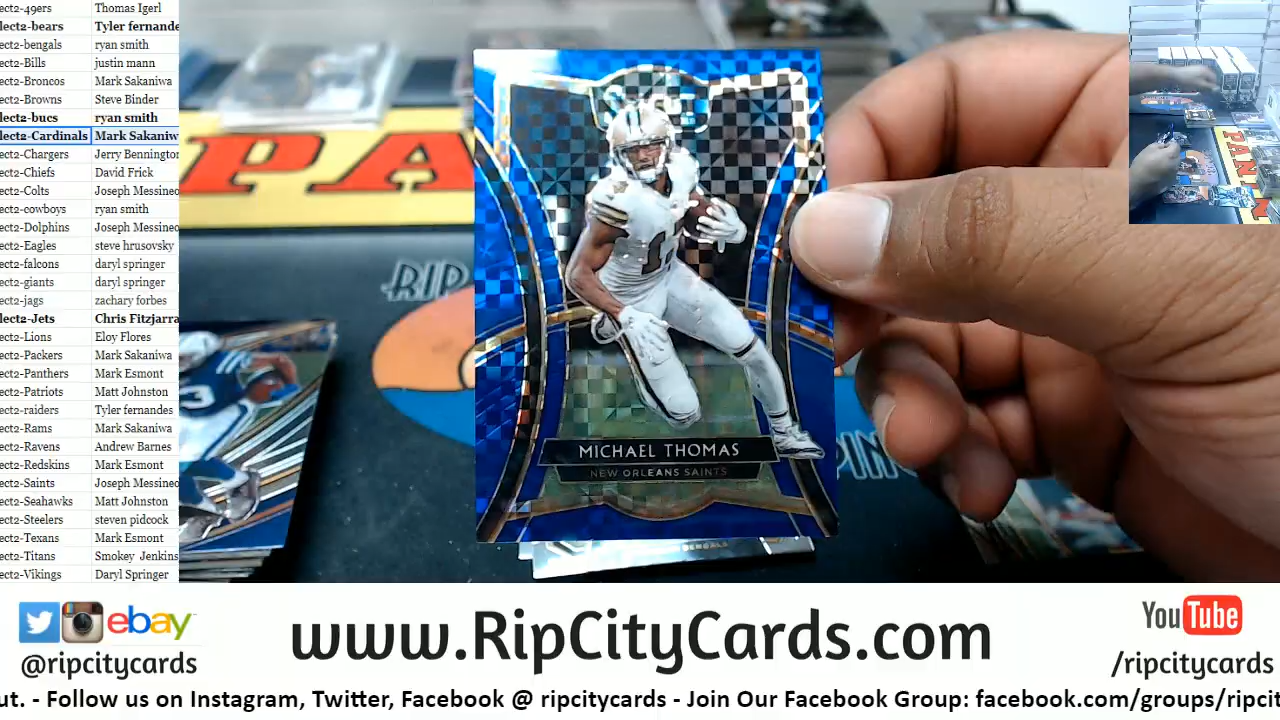 ect2-49ers Thomas Igerl
lect2-bears Tyler fernande
ect2-bengals ryan smith
ect2-Bills justin mann
ect2-Broncos Mark Sakaniwa
ect2-Browns Steve Binder
lect2-bucs ryan smith
lect2-Cardinals Mark Sakaniw
ect2-Chargers Jerry Bennington
ect2-Chiefs David Frick
ect2-Colts Joseph Messineo
ect2-cowboys ryan smith
ect2-Dolphins Joseph Messineo
ect2-Eagles steve hrusovsky
ect2-falcons daryl springer
ect2-giants daryl springer
ect2-jags zachary forbes
lect2-Jets Chris Fitzjarra
ect2-Lions Eloy Flores
ect2-Packers Mark Sakaniwa
ect2-Panthers Mark Esmont
ect2-Patriots Matt Johnston
ect2-raiders Tyler fernandes
ect2-Rams Mark Sakaniwa
ect2-Ravens Andrew Barnes
ect2-Redskins Mark Esmont
ect2-Saints Joseph Messineo
ect2-Seahawks Matt Johnston
ect2-Steelers steven pidcock
ect2-Texans Mark Esmont
ect2-Titans Smokey Jenkins
ect2-Vikings Daryl Springer
PA
RIP
PING
MICHAEL THOMAS
NEW ORLEANS SAINTS
BENGALS
PANINI
ebay
@ripcitycards
www.RipCityCards.com
YouTube
/ripcitycards
ut. - Follow us on Instagram, Twitter, Facebook @ ripcitycards - Join Our Facebook Group: facebook.com/groups/ripcit